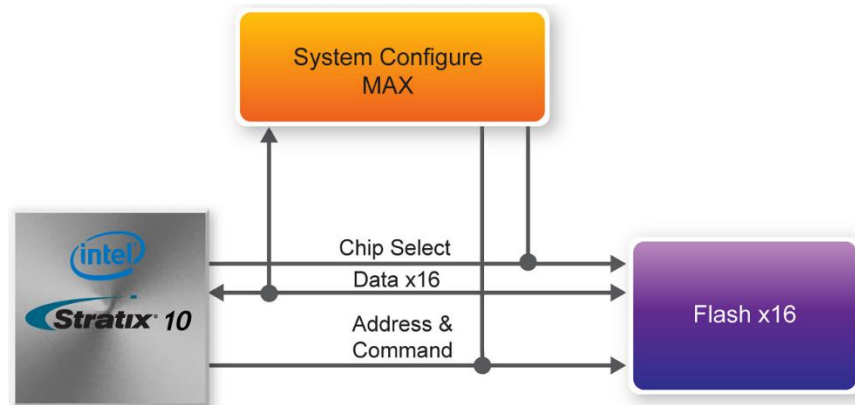 System Configure
MAX
intel
Stratix® 10
Chip Select
Data x16
Address &
Command
Flash x16